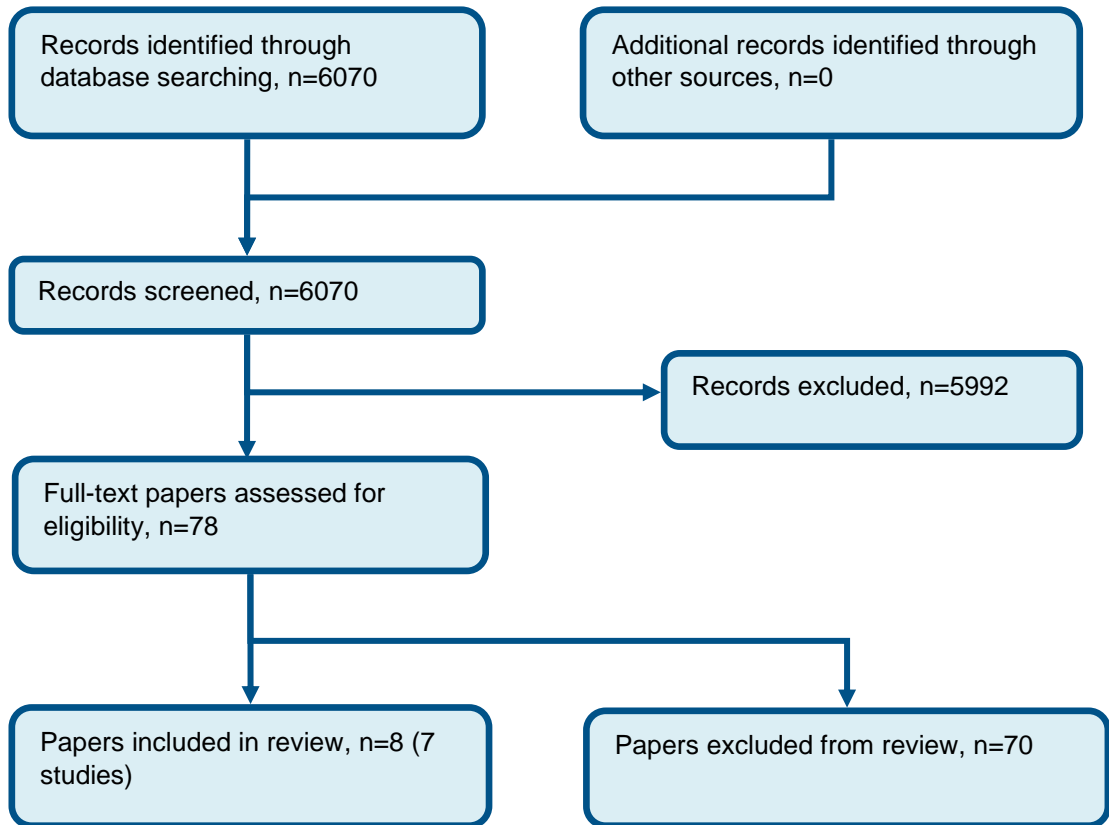 Records identified through
database searching, n=6070
Additional records identified through
other sources, n=0
Records screened, n=6070
Records excluded, n=5992
Full-text papers assessed for
eligibility, n=78
Papers included in review, n=8 (7
studies)
Papers excluded from review, n=70